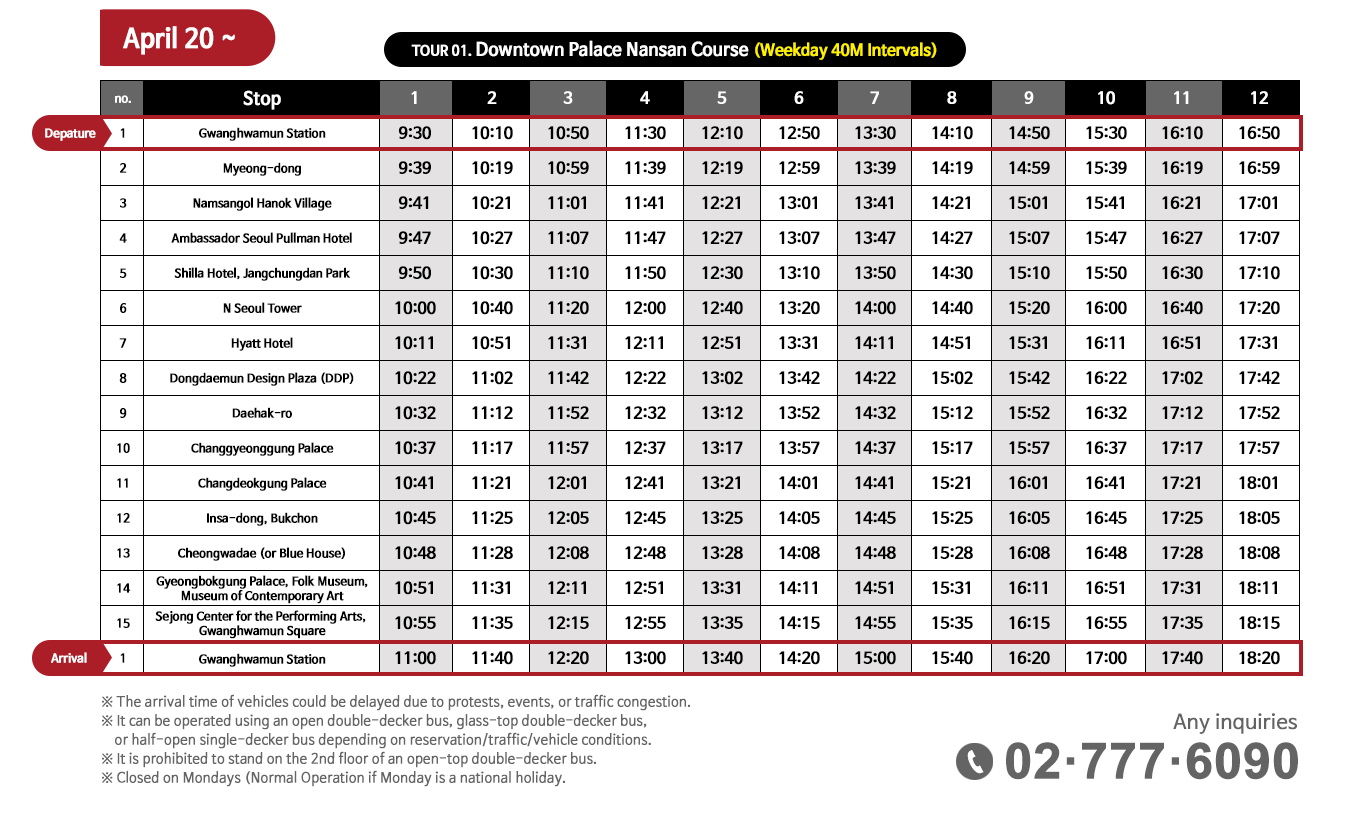 April 20 ~
TOUR 01. Downtown Palace Nansan Course (Weekday 40M Intervals)
no. Stop 1 2 3 4 5 6 7 8 9 10 11 12
Depature 1 Gwanghwamun Station 9:30 10:10 10:50 11:30 12:10 12:50 13:30 14:10 14:50 15:30 16:10 16:50
2 Myeong-dong 9:39 10:19 10:59 11:39 12:19 12:59 13:39 14:19 14:59 15:39 16:19 16:59
3 Namsangol Hanok Village 9:41 10:21 11:01 11:41 12:21 13:01 13:41 14:21 15:01 15:41 16:21 17:01
4 Ambassador Seoul Pullman Hotel 9:47 10:27 11:07 11:47 12:27 13:07 13:47 14:27 15:07 15:47 16:27 17:07
5 Shilla Hotel, Jangchungdan Park 9:50 10:30 11:10 11:50 12:30 13:10 13:50 14:30 15:10 15:50 16:30 17:10
6 N Seoul Tower 10:00 10:40 11:20 12:00 12:40 13:20 14:00 14:40 15:20 16:00 16:40 17:20
7 Hyatt Hotel 10:11 10:51 11:31 12:11 12:51 13:31 14:11 14:51 15:31 16:11 16:51 17:31
8 Dongdaemun Design Plaza (DDP) 10:22 11:02 11:42 12:22 13:02 13:42 14:22 15:02 15:42 16:22 17:02 17:42
9 Daehak-ro 10:32 11:12 11:52 12:32 13:12 13:52 14:32 15:12 15:52 16:32 17:12 17:52
10 Changgyeonggung Palace 10:37 11:17 11:57 12:37 13:17 13:57 14:37 15:17 15:57 16:37 17:17 17:57
11 Changdeokgung Palace 10:41 11:21 12:01 12:41 13:21 14:01 14:41 15:21 16:01 16:41 17:21 18:01
12 Insa-dong, Bukchon 10:45 11:25 12:05 12:45 13:25 14:05 14:45 15:25 16:05 16:45 17:25 18:05
13 Cheongwadae (or Blue House) 10:48 11:28 12:08 12:48 13:28 14:08 14:48 15:28 16:08 16:48 17:28 18:08
14 Gyeongbokgung Palace, Folk Museum,
Museum of Contemporary Art 10:51 11:31 12:11 12:51 13:31 14:11 14:51 15:31 16:11 16:51 17:31 18:11
15 Sejong Center for the Performing Arts,
Gwanghwamun Square 10:55 11:35 12:15 12:55 13:35 14:15 14:55 15:35 16:15 16:55 17:35 18:15
Arrival 1 Gwanghwamun Station 11:00 11:40 12:20 13:00 13:40 14:20 15:00 15:40 16:20 17:00 17:40 18:20
※ The arrival time of vehicles could be delayed due to protests, events, or traffic congestion.
※ It can be operated using an open double-decker bus, glass-top double-decker bus,
or half-open single-decker bus depending on reservation/traffic/vehicle conditions.
※ It is prohibited to stand on the 2nd floor of an open-top double-decker bus.
※ Closed on Mondays (Normal Operation if Monday is a national holiday.
Any inquiries
02·777·6090